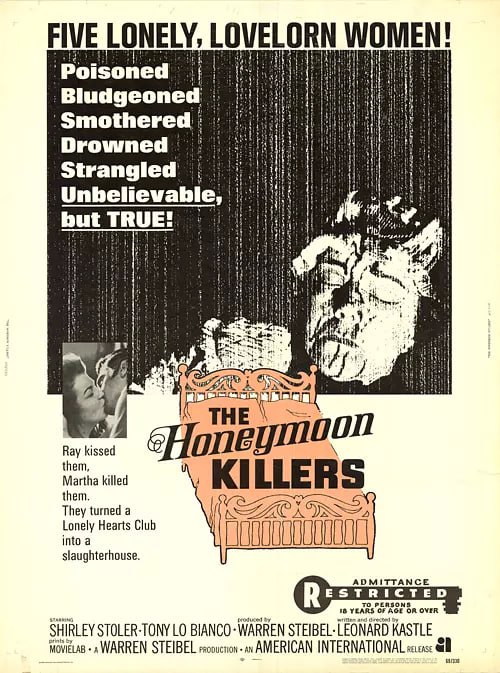 FIVE LONELY, LOVELORN WOMEN!
Poisoned
Bludgeoned
Smothered
Drowned
Strangled
Unbelievable,
but TRUE!
THE
Honeymoon
KILLERS
Ray kissed
them,
Martha killed
them.
They turned a
Lonely Hearts Club
into a
slaughterhouse.
ADMITTANCE
RESTRICTED
TO PERSONS
18 YEARS OF AGE OR OVER
STARRING produced by written and directed by
SHIRLEY STOLER·TONY LO BIANCO·WARREN STEIBEL·LEONARD KASTLE
prints by
MOVIELAB · A WARREN STEIBEL PRODUCTION · AN AMERICAN INTERNATIONAL RELEASE ai
69/330